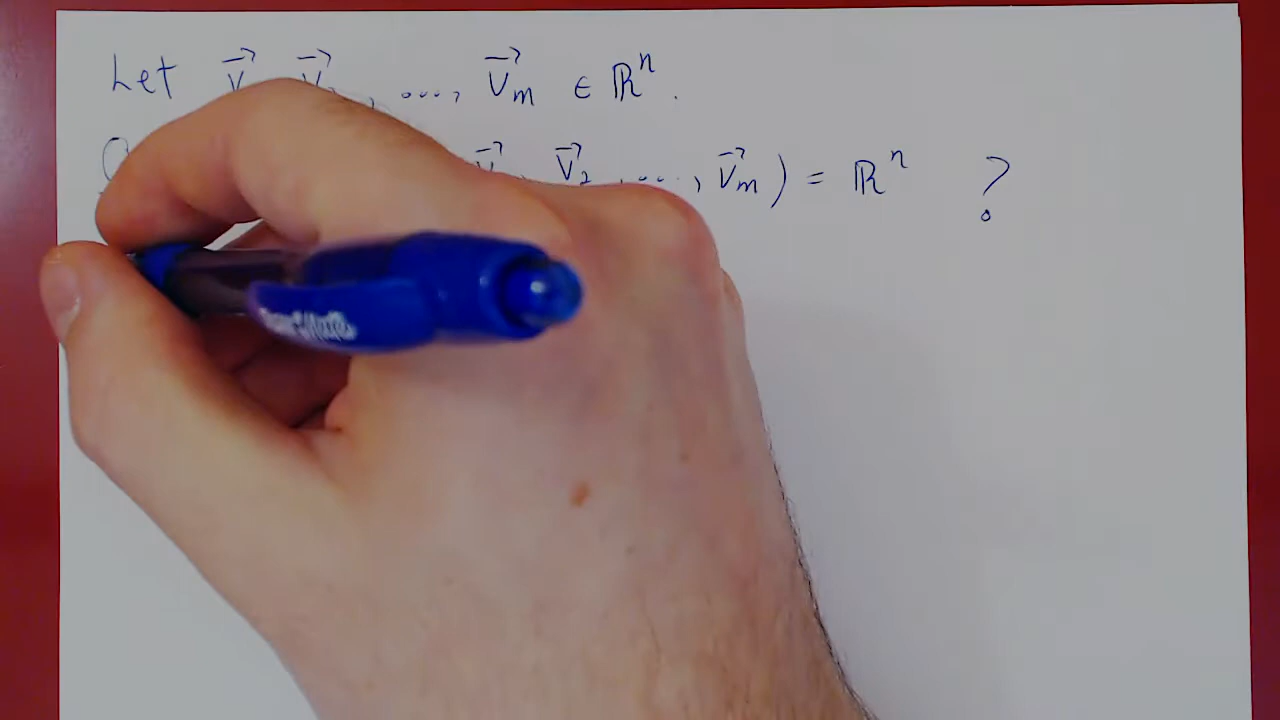 Let v⃗ v⃗ , ..., v⃗ₘ ∈ ℝⁿ.
Q v⃗ , v⃗₂, ..., v⃗ₘ) = ℝⁿ ?